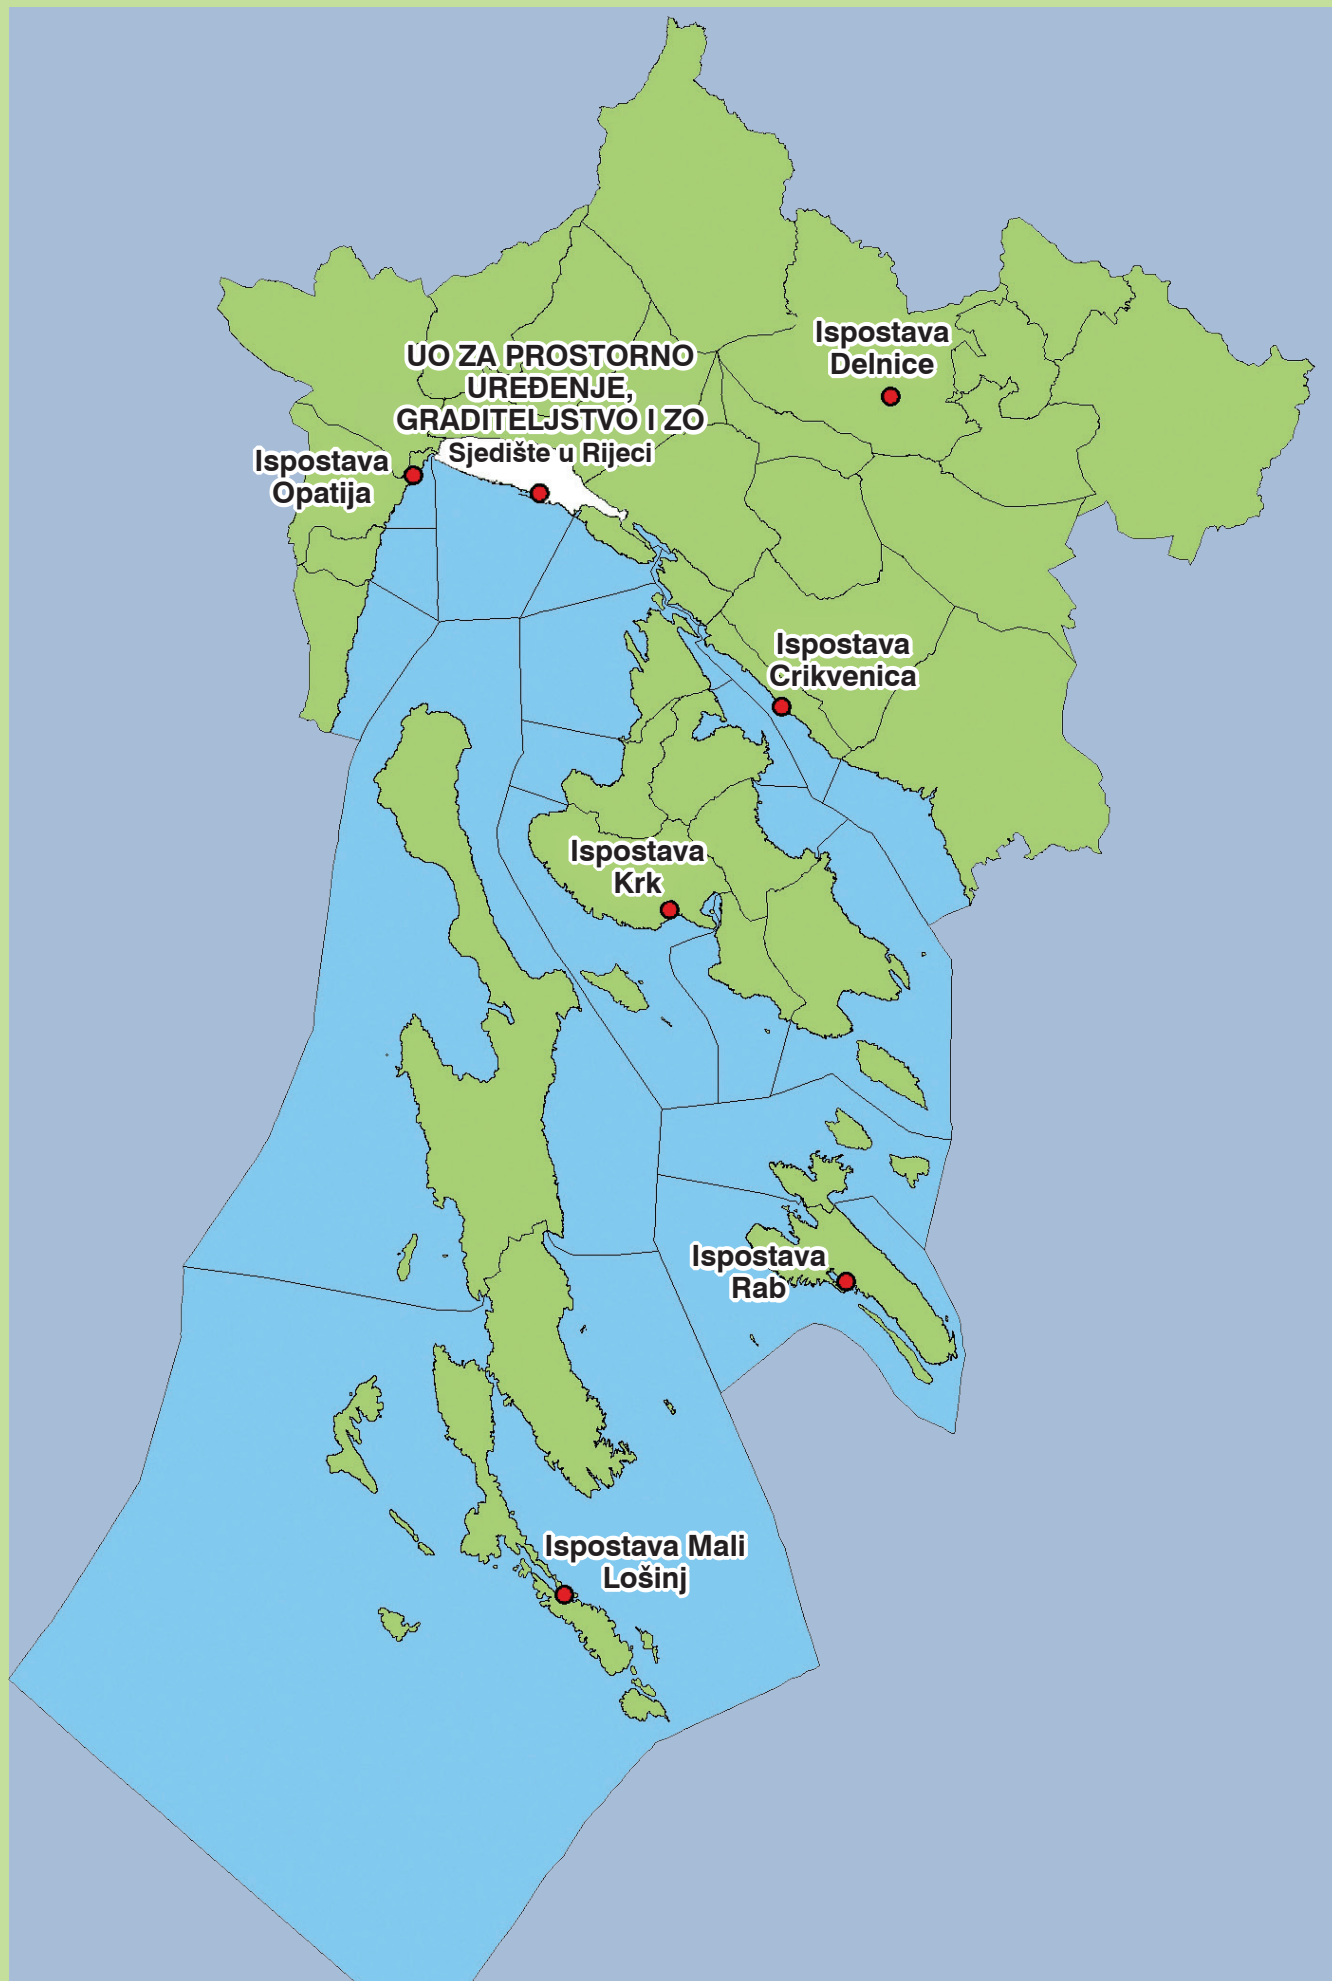 Ispostava
Delnice
UO ZA PROSTORNO
UREĐENJE,
GRADITELJSTVO I ZO
Sjedište u Rijeci
Ispostava
Opatija
Ispostava
Crikvenica
Ispostava
Krk
Ispostava
Rab
Ispostava Mali
Lošinj